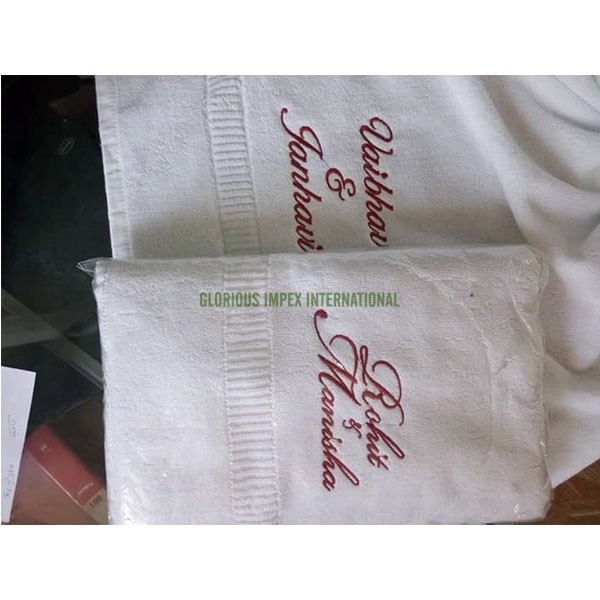 Vaibhav
&
Janhavi
GLORIOUS IMPEX INTERNATIONAL
Rohit
&
Manisha